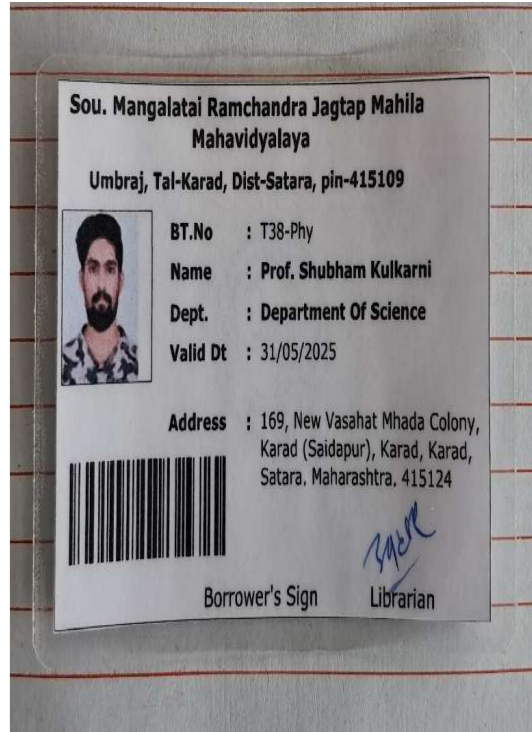 Sou. Mangalatai Ramchandra Jagtap Mahila
Mahavidyalaya
Umbraj, Tal-Karad, Dist-Satara, pin-415109
BT.No : T38-Phy
Name : Prof. Shubham Kulkarni
Dept. : Department Of Science
Valid Dt : 31/05/2025
Address : 169, New Vasahat Mhada Colony,
Karad (Saidapur), Karad, Karad,
Satara. Maharashtra. 415124
Borrower's Sign Librarian